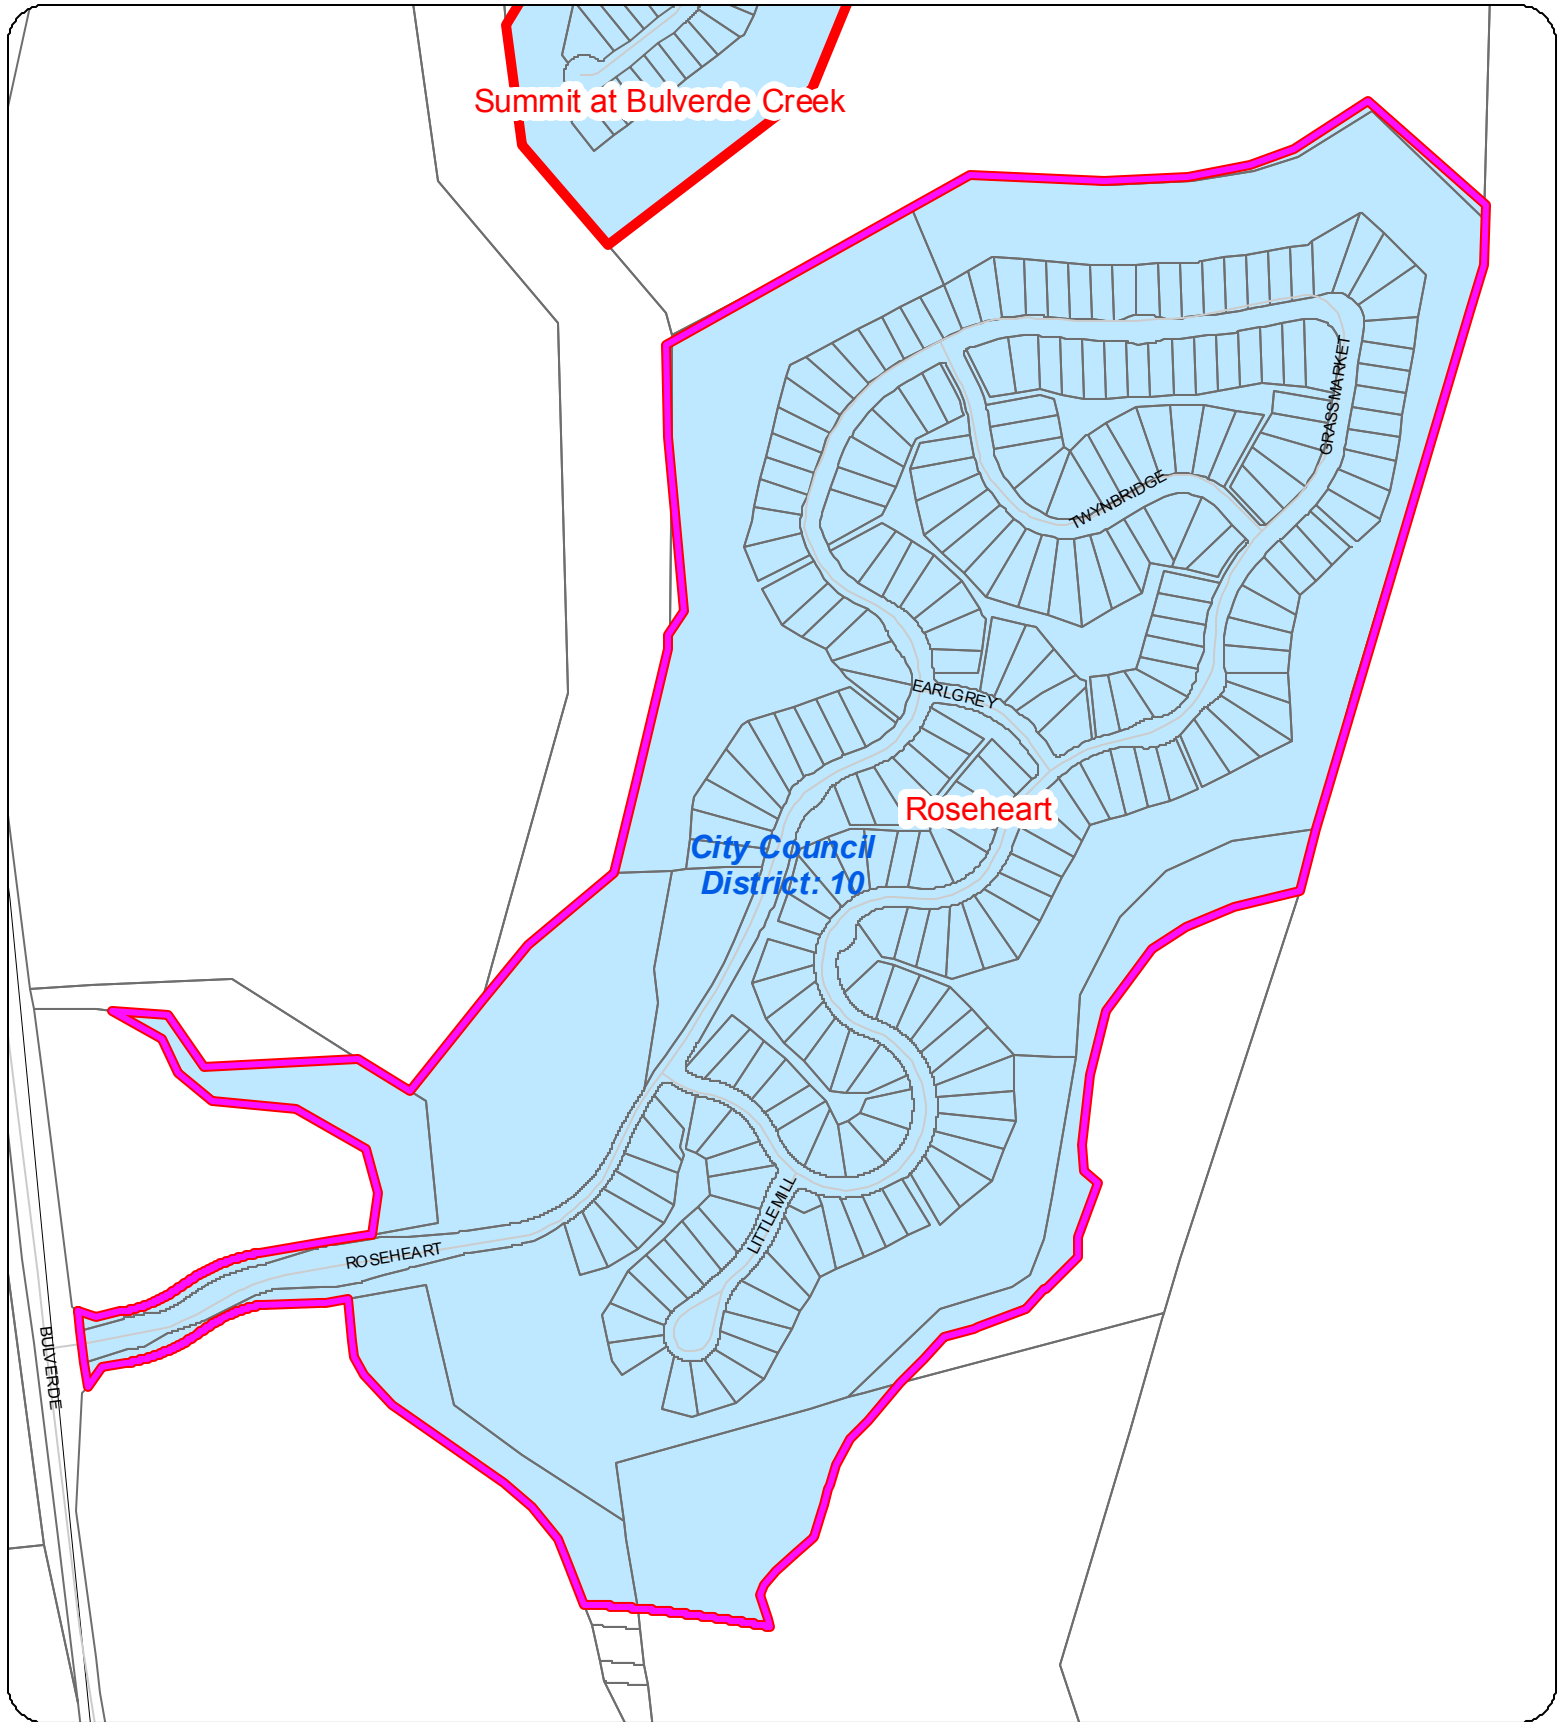 Summit at Bulverde Creek
GRASSMARKET
TWYNBRIDGE
EARLGREY
Roseheart
City Council
District: 10
LITTLEMILL
ROSEHEART
BULVERDE